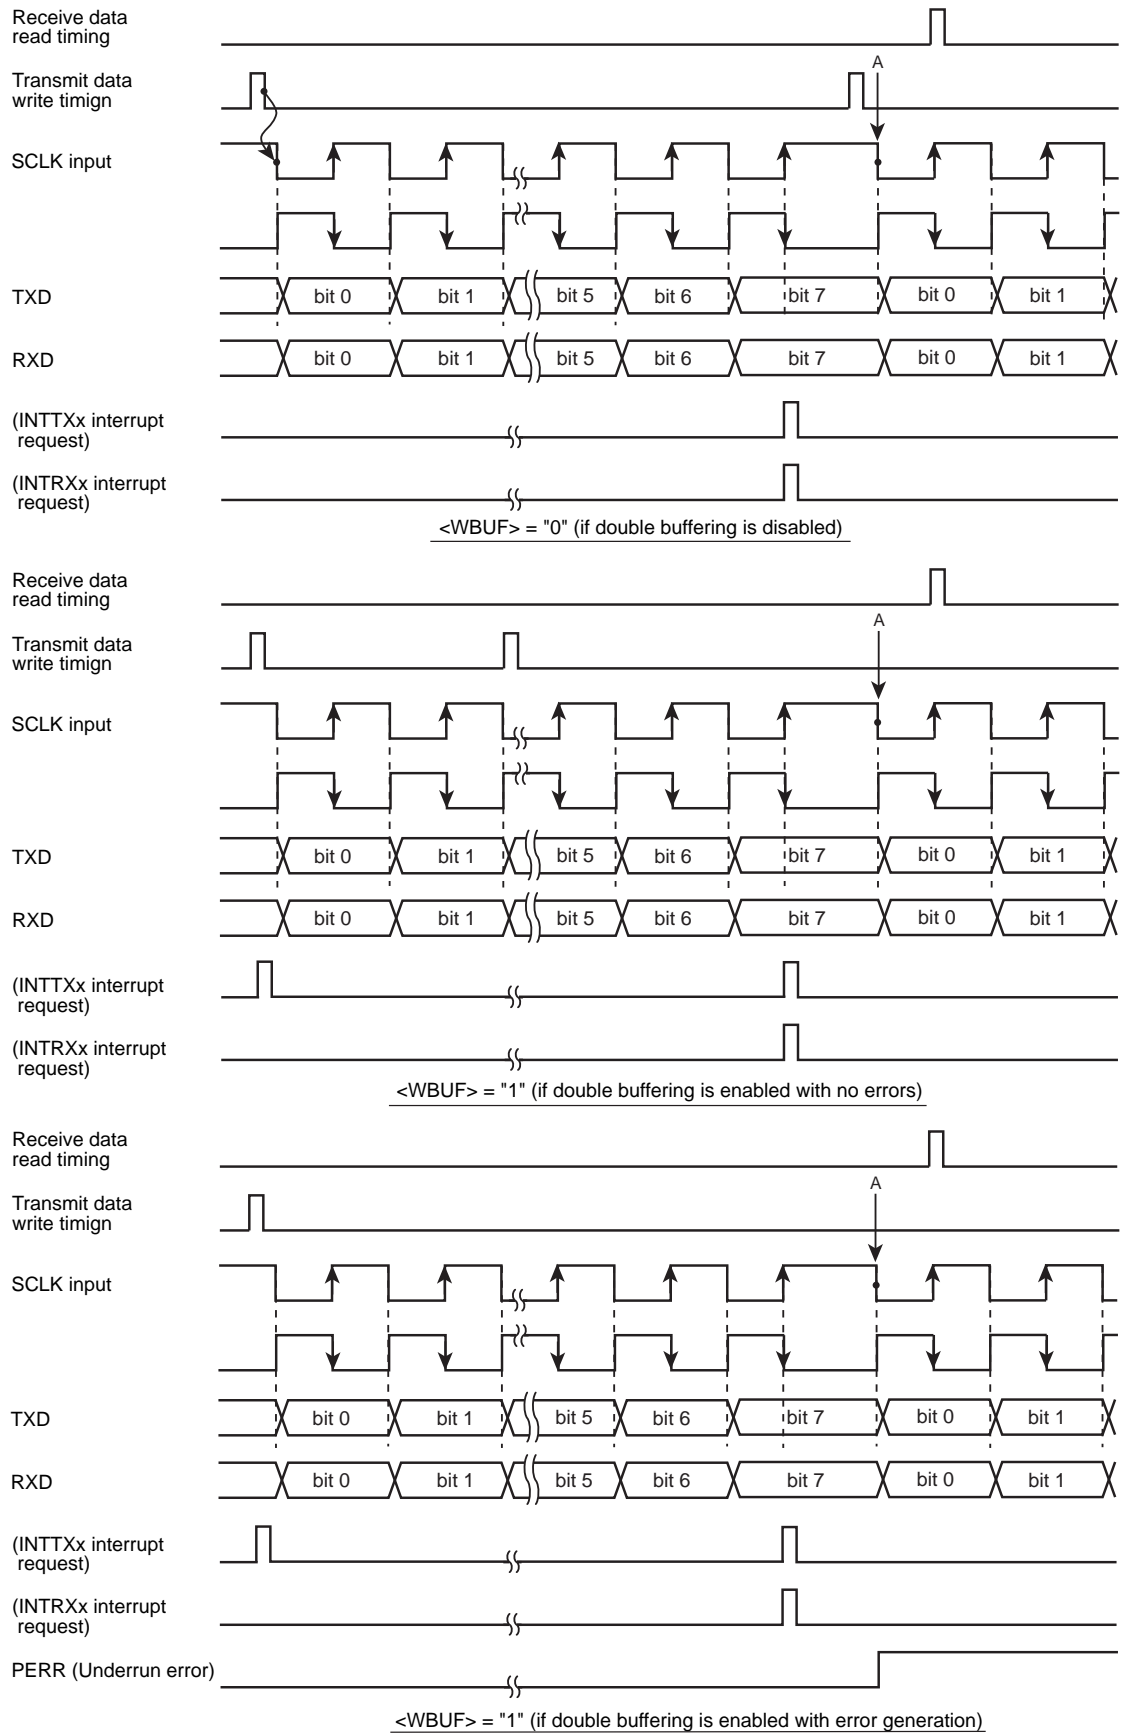 Receive data
read timing
Transmit data
write timign
A
SCLK input
TXD
bit 0 bit 1 bit 5 bit 6 bit 7 bit 0 bit 1
RXD
bit 0 bit 1 bit 5 bit 6 bit 7 bit 0 bit 1
(INTTXx interrupt
request)
(INTRXx interrupt
request)
<WBUF> = "0" (if double buffering is disabled)
Receive data
read timing
Transmit data
write timign
A
SCLK input
TXD
bit 0 bit 1 bit 5 bit 6 bit 7 bit 0 bit 1
RXD
bit 0 bit 1 bit 5 bit 6 bit 7 bit 0 bit 1
(INTTXx interrupt
request)
(INTRXx interrupt
request)
<WBUF> = "1" (if double buffering is enabled with no errors)
Receive data
read timing
Transmit data
write timign
A
SCLK input
TXD
bit 0 bit 1 bit 5 bit 6 bit 7 bit 0 bit 1
RXD
bit 0 bit 1 bit 5 bit 6 bit 7 bit 0 bit 1
(INTTXx interrupt
request)
(INTRXx interrupt
request)
PERR (Underrun error)
<WBUF> = "1" (if double buffering is enabled with error generation)